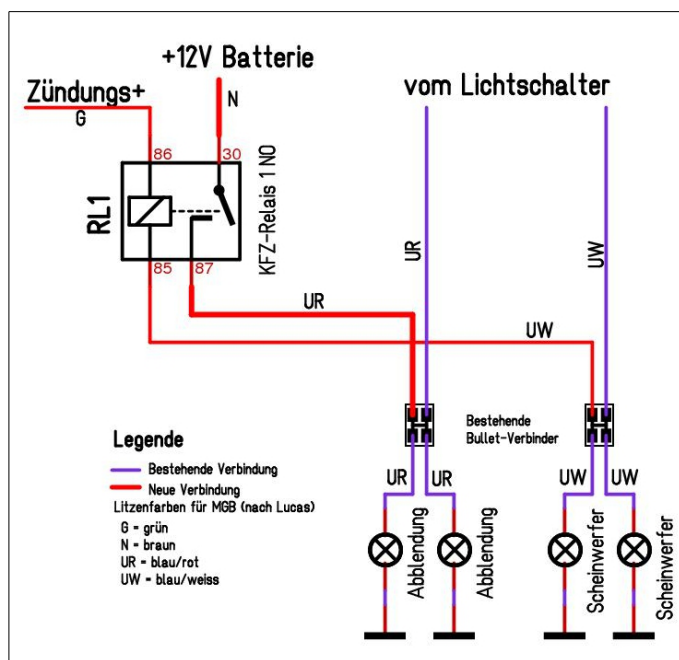 +12V Batterie
Zündungs+
G
N
vom Lichtschalter
86
30
RL1
KFZ-Relais 1 NO
85
87
UR
UW
UR
UW
Bestehende
Bullet-Verbinder
Legende
Bestehende Verbindung
Neue Verbindung
Litzenfarben für MGB (nach Lucas)
G - grün
N - braun
UR - blau/rot
UW - blau/weiss
UR
UR
UW
UW
Abblendung
Abblendung
Scheinwerfer
Scheinwerfer